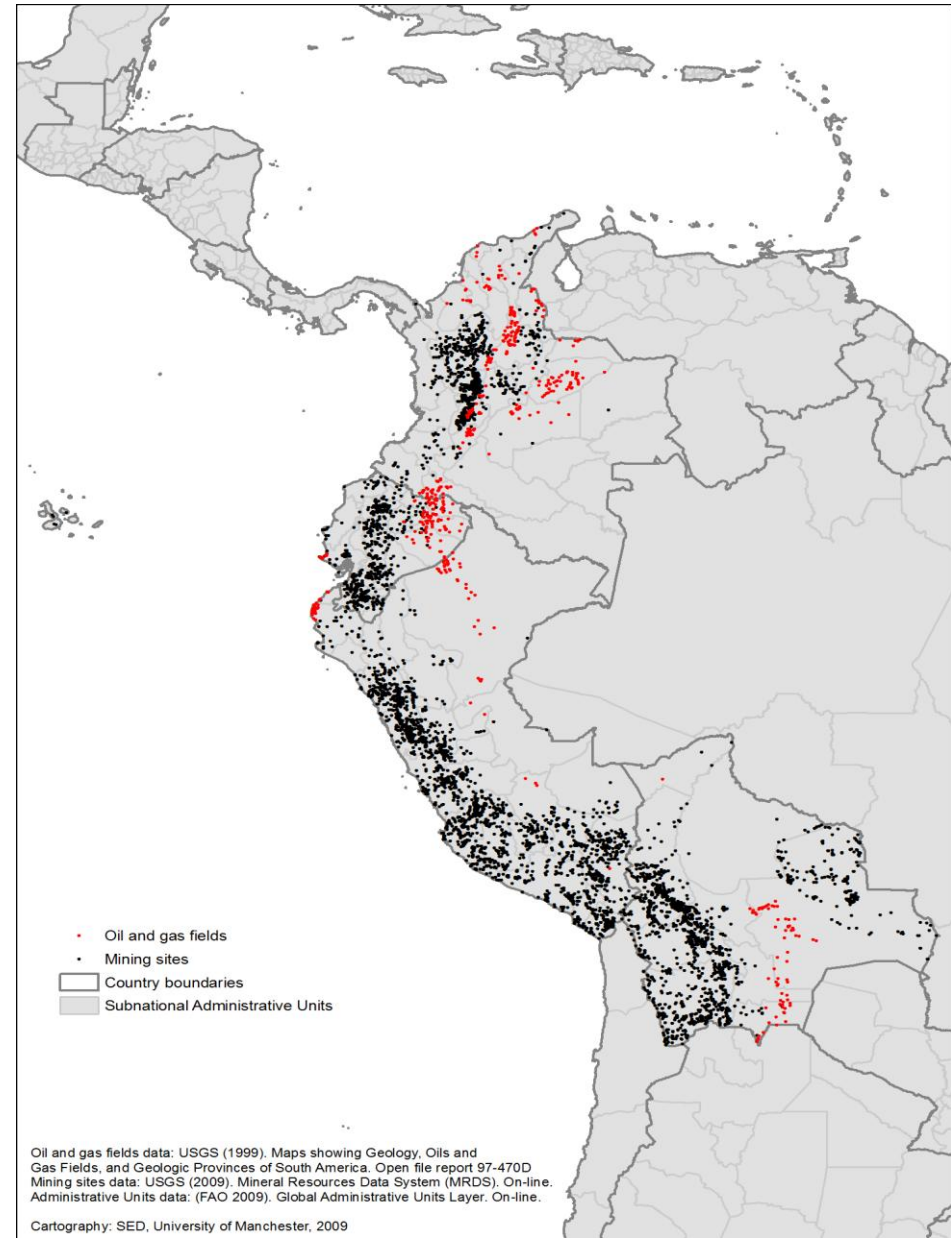 Oil and gas fields
Mining sites
Country boundaries
Subnational Administrative Units
Oil and gas fields data: USGS (1999). Maps showing Geology, Oils and
Gas Fields, and Geologic Provinces of South America. Open file report 97-470D
Mining sites data: USGS (2009). Mineral Resources Data System (MRDS). On-line.
Administrative Units data: (FAO 2009). Global Administrative Units Layer. On-line.
Cartography: SED, University of Manchester, 2009